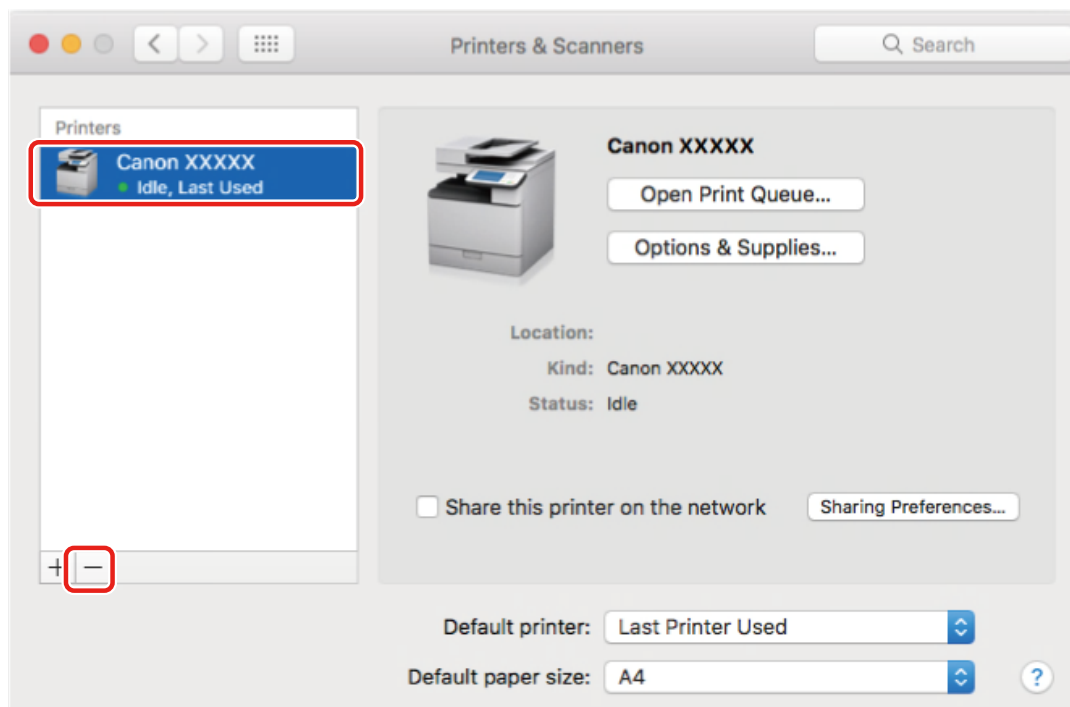 Printers & Scanners
Search
Printers
Canon XXXXX
Idle, Last Used
Canon XXXXX
Open Print Queue...
Options & Supplies...
Location:
Kind: Canon XXXXX
Status: Idle
Share this printer on the network
Sharing Preferences...
+ −
Default printer: Last Printer Used
Default paper size: A4
?